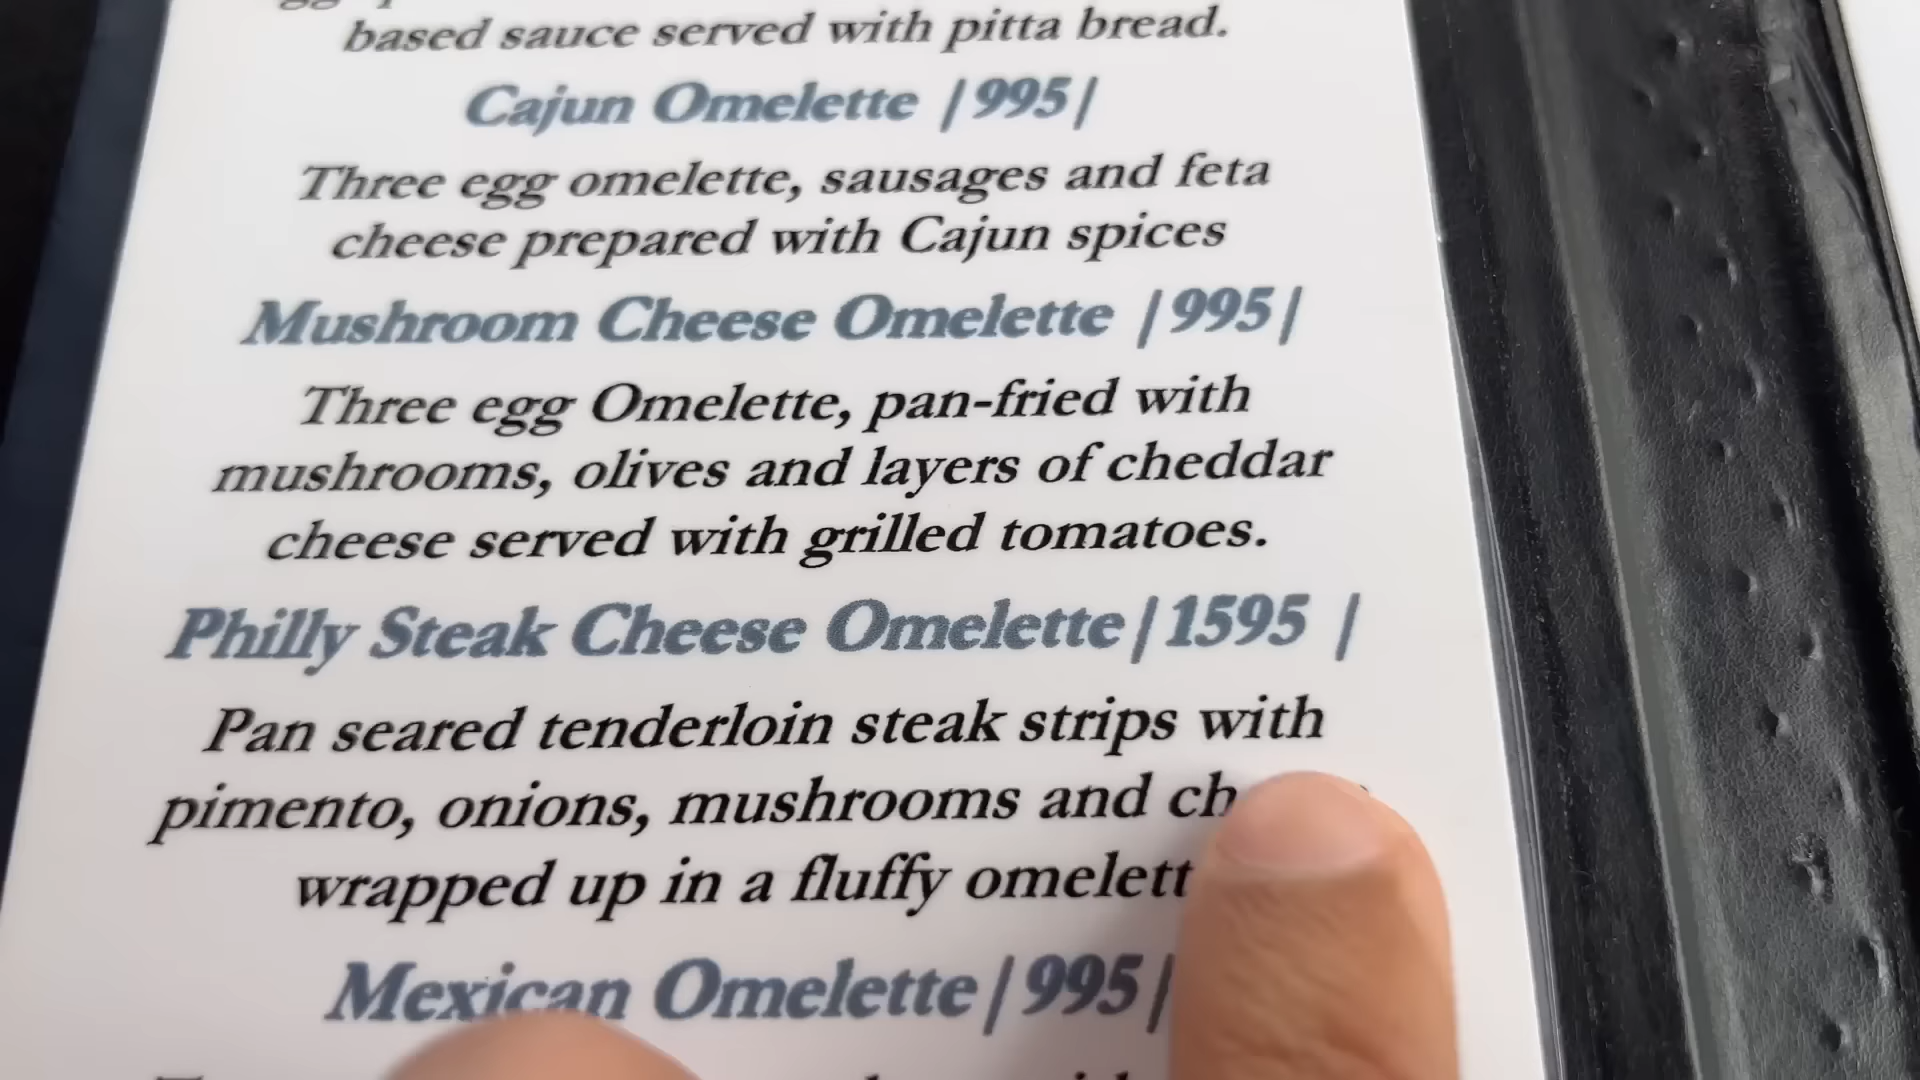 based sauce served with pitta bread.
Cajun Omelette |995|
Three egg omelette, sausages and feta
cheese prepared with Cajun spices
Mushroom Cheese Omelette |995|
Three egg Omelette, pan-fried with
mushrooms, olives and layers of cheddar
cheese served with grilled tomatoes.
Philly Steak Cheese Omelette|1595 |
Pan seared tenderloin steak strips with
pimento, onions, mushrooms and
wrapped up in a fluffy omelett
Mexican Omelette|995|